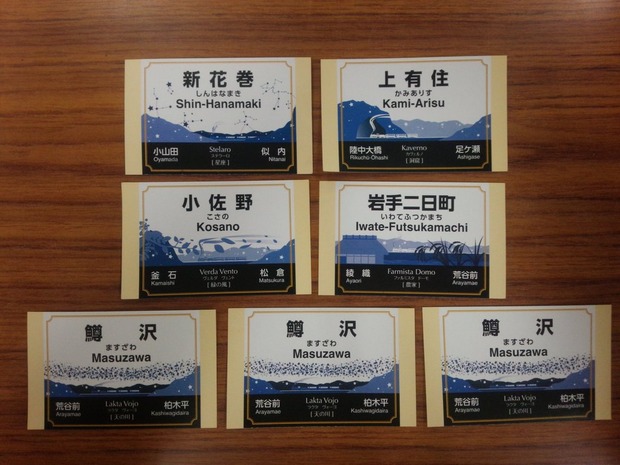 新花巻
しんはなまき
Shin-Hanamaki
小山田 Stelaro 似内
Oyamada ステラーロ Nitanai
[星座]
上有住
かみありす
Kami-Arisu
陸中大橋 Kaverno 足ケ瀬
Rikuchū-Ōhashi カヴェルノ Ashigase
[洞窟]
小佐野
こさの
Kosano
釜石 Verda Vento 松倉
Kamaishi ヴェルダ ヴェント Matsukura
[緑の風]
岩手二日町
いわてふつかまち
Iwate-Futsukamachi
綾織 Farmista Domo 荒谷前
Ayaori ファルミスタ ドーモ Arayamae
[農家]
鱒沢
ますざわ
Masuzawa
荒谷前 Lakta Vojo 柏木平
Arayamae ラクタ ヴォーヨ Kashiwagidaira
[天の川]
鱒沢
ますざわ
Masuzawa
荒谷前 Lakta Vojo 柏木平
Arayamae ラクタ ヴォーヨ Kashiwagidaira
[天の川]
鱒沢
ますざわ
Masuzawa
荒谷前 Lakta Vojo 柏木平
Arayamae ラクタ ヴォーヨ Kashiwagidaira
[天の川]